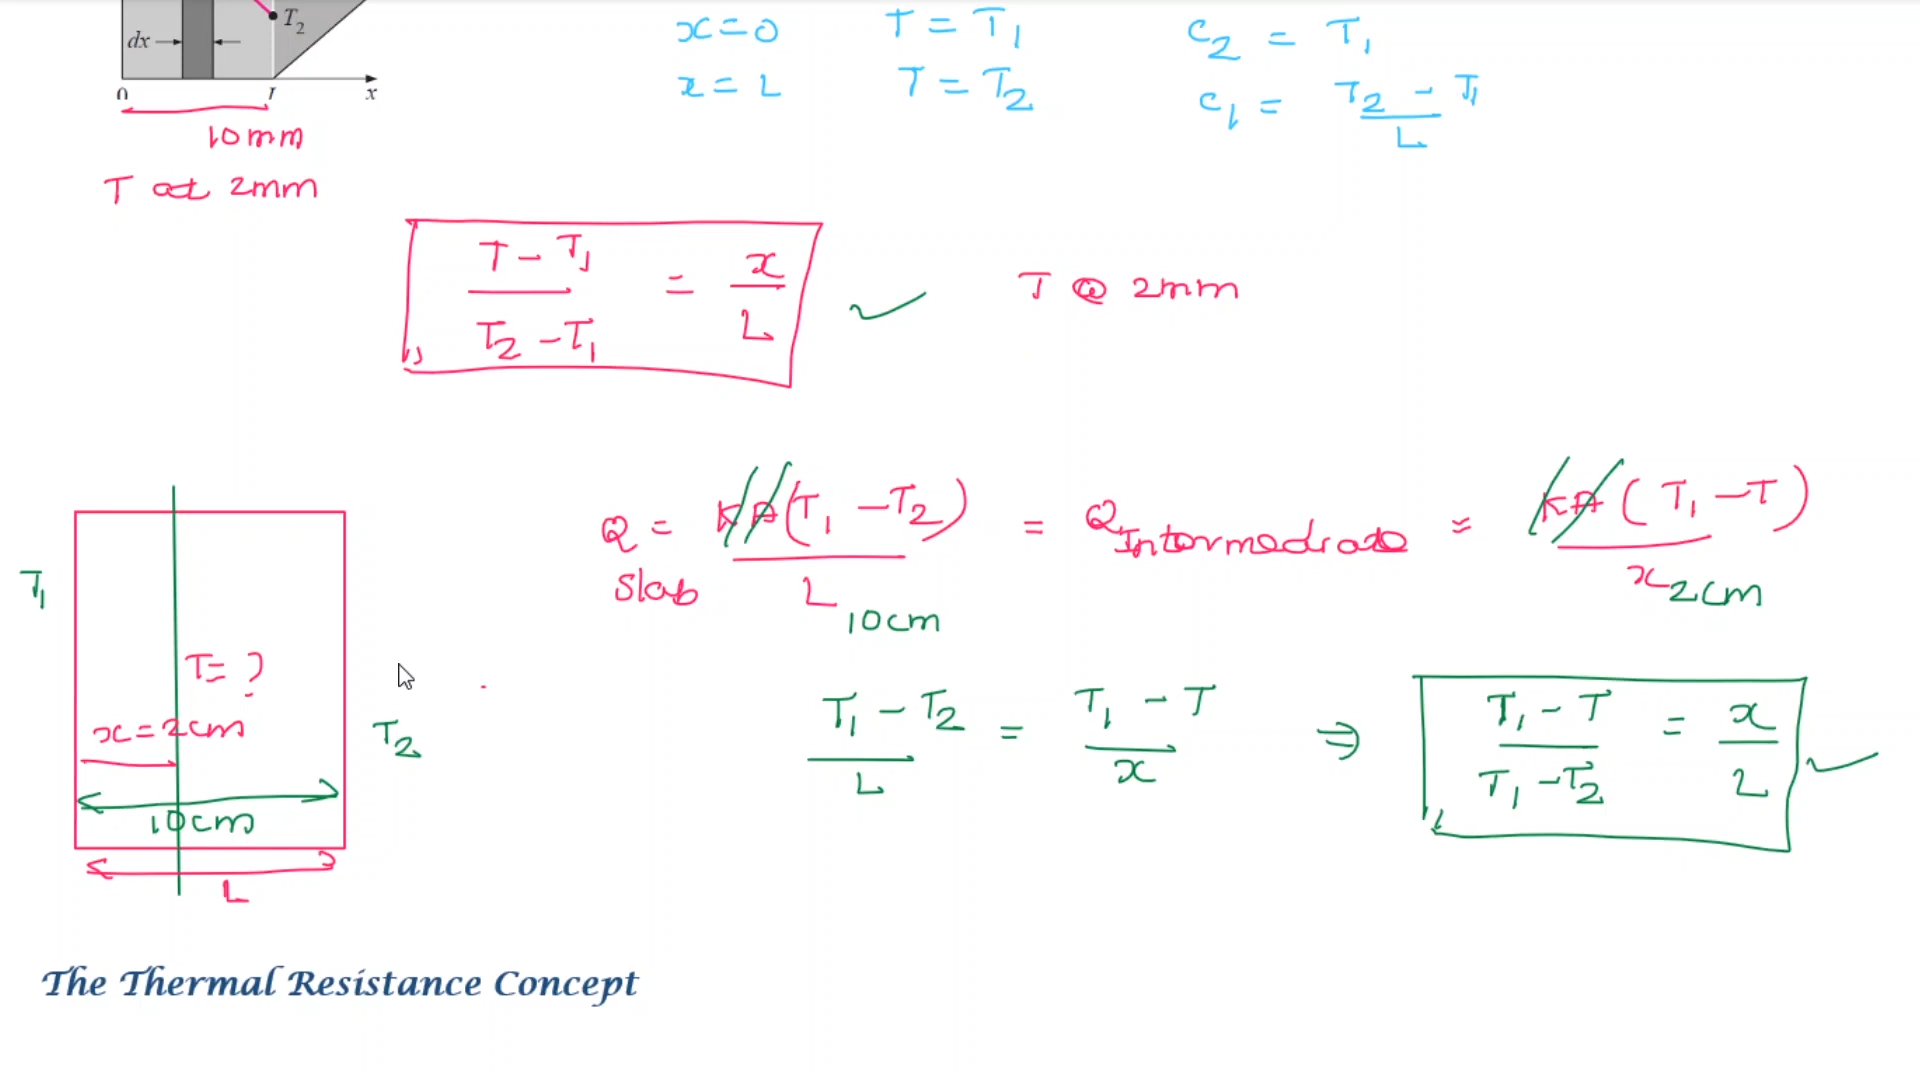 T₂
dx
0 L x
10mm
T at 2mm
x=0 T = T₁ c₂ = T₁
x= L T = T₂ c₁ = (T₂ - T₁)/L
(T - T₁)/(T₂ - T₁) = x/L T @ 2mm
Q Slab = KA(T₁ - T₂)/L = Q Intermediate = KA(T₁ - T)/x
10cm 2cm
T₁
T= ?
x=2cm
T₂
10cm
L
(T₁ - T₂)/L = (T₁ - T)/x ⇒ (T₁ - T)/(T₁ - T₂) = x/L
The Thermal Resistance Concept